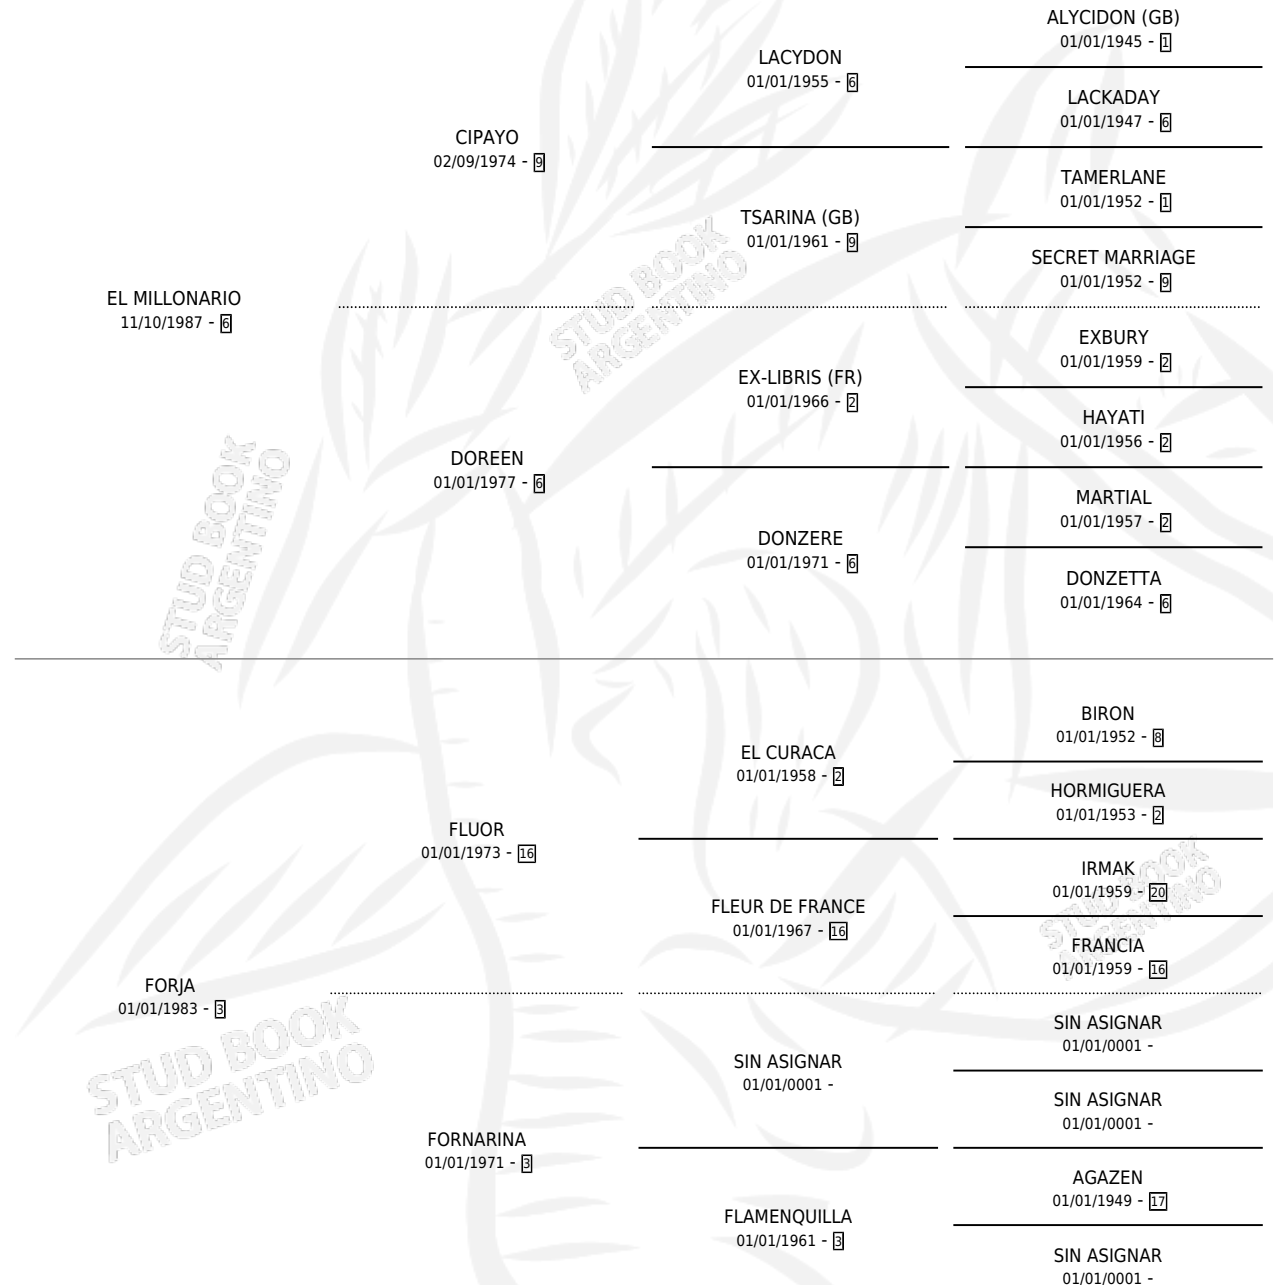 ALYCIDON (GB)
01/01/1945 - 1
LACYDON
01/01/1955 - 6
LACKADAY
01/01/1947 - 6
CIPAYO
02/09/1974 - 9
TAMERLANE
01/01/1952 - 1
TSARINA (GB)
01/01/1961 - 9
SECRET MARRIAGE
01/01/1952 - 9
EL MILLONARIO
11/10/1987 - 6
EXBURY
01/01/1959 - 2
EX-LIBRIS (FR)
01/01/1966 - 2
HAYATI
01/01/1956 - 2
DOREEN
01/01/1977 - 6
MARTIAL
01/01/1957 - 2
DONZERE
01/01/1971 - 6
DONZETTA
01/01/1964 - 6
BIRON
01/01/1952 - 8
EL CURACA
01/01/1958 - 2
HORMIGUERA
01/01/1953 - 2
FLUOR
01/01/1973 - 16
IRMAK
01/01/1959 - 20
FLEUR DE FRANCE
01/01/1967 - 16
FRANCIA
01/01/1959 - 16
FORJA
01/01/1983 - 3
SIN ASIGNAR
01/01/0001 -
SIN ASIGNAR
01/01/0001 -
SIN ASIGNAR
01/01/0001 -
FORNARINA
01/01/1971 - 3
AGAZEN
01/01/1949 - 17
FLAMENQUILLA
01/01/1961 - 3
SIN ASIGNAR
01/01/0001 -
STUD BOOK
ARGENTINO
STUD BOOK
ARGENTINO
STUD BOOK
ARGENTINO
STUD BOOK
ARGENTINO